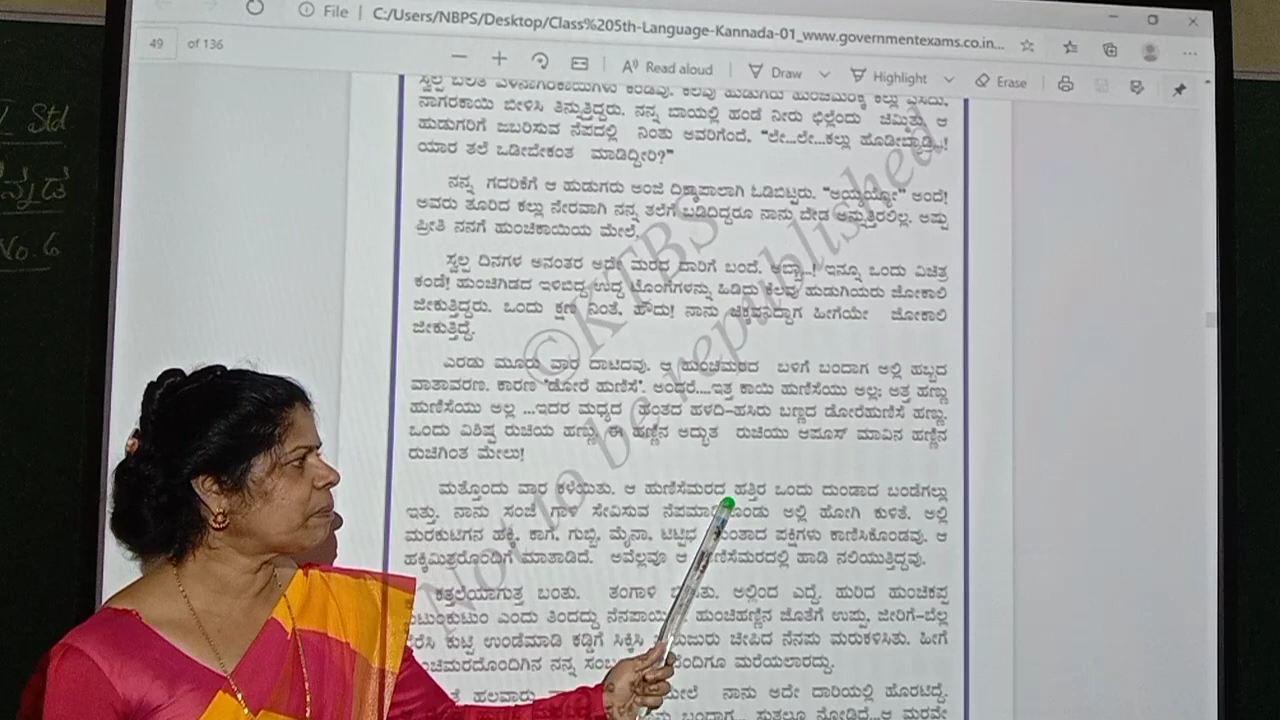 File | C:/Users/NBPS/Desktop/Class%205th-Language-Kannada-01_www.governmentexams.co.in...
49 of 136
Read aloud | Draw Highlight Erase
I Std
No. 6
ನಾಗರಕಾಯಿ ಬೀಳಿಸಿ ತಿನ್ನುತ್ತಿದ್ದರು. ನನ್ನ ಬಾಯಲ್ಲಿ ಹಂಡೆ ನೀರು ಛಿಲ್ಲೆಂದು ಚಿಮ್ಮಿತು. ಆ
ಹುಡುಗರಿಗೆ ಜಬರಿಸುವ ನೆಪದಲ್ಲಿ ನಿಂತು ಅವರಿಗೆಂದೆ, "ಲೇ...ಲೇ...ಕಲ್ಲು ಹೊಡೀಬ್ಯಾಡ್ರ್ಯೋ!
ಯಾರ ತಲೆ ಒಡೀಬೇಕಂತ ಮಾಡಿದ್ದೀರಿ?"
ನನ್ನ ಗದರಿಕೆಗೆ ಆ ಹುಡುಗರು ಅಂಜಿ ದಿಕ್ಕಾಪಾಲಾಗಿ ಓಡಿಬಿಟ್ಟರು. "ಅಯ್ಯಯ್ಯೋ" ಅಂದೆ!
ಅವರು ತೂರಿದ ಕಲ್ಲು ನೇರವಾಗಿ ನನ್ನ ತಲೆಗೆ ಬಡಿದಿದ್ದರೂ ನಾನು ಬೇಡ ಅನ್ನುತ್ತಿರಲಿಲ್ಲ. ಅಷ್ಟು
ಪ್ರೀತಿ ನನಗೆ ಹುಂಚಿಕಾಯಿಯ ಮೇಲೆ.
ಸ್ವಲ್ಪ ದಿನಗಳ ಅನಂತರ ಅದೇ ಮರದ ದಾರಿಗೆ ಬಂದೆ. ಅಬ್ಬಾ...! ಇನ್ನೂ ಒಂದು ವಿಚಿತ್ರ
ಕಂಡೆ! ಹುಂಚಿಗಿಡದ ಇಳಿಬಿದ್ದ ಉದ್ದ ಟೊಂಗೆಗಳನ್ನು ಹಿಡಿದು ಕೆಲವು ಹುಡುಗಿಯರು ಜೋಕಾಲಿ
ಜೀಕುತ್ತಿದ್ದರು. ಒಂದು ಕ್ಷಣ ನಿಂತೆ, ಹೌದು! ನಾನು ಚಿಕ್ಕವನಿದ್ದಾಗ ಹೀಗೆಯೇ ಜೋಕಾಲಿ
ಜೀಕುತ್ತಿದ್ದೆ.
ಎರಡು ಮೂರು ವಾರ ದಾಟಿದವು. ಆ ಹುಂಚಿಮರದ ಬಳಿಗೆ ಬಂದಾಗ ಅಲ್ಲಿ ಹಬ್ಬದ
ವಾತಾವರಣ. ಕಾರಣ 'ಡೋರೆ ಹುಣಿಸೆ'. ಅಂದರೆ....ಇತ್ತ ಕಾಯಿ ಹುಣಿಸೆಯು ಅಲ್ಲ; ಅತ್ತ ಹಣ್ಣು
ಹುಣಿಸೆಯು ಅಲ್ಲ ...ಇದರ ಮಧ್ಯದ ಹಂತದ ಹಳದಿ-ಹಸಿರು ಬಣ್ಣದ ಡೋರೆಹುಣಿಸೆ ಹಣ್ಣು.
ಒಂದು ವಿಶಿಷ್ಟ ರುಚಿಯ ಹಣ್ಣು. ಈ ಹಣ್ಣಿನ ಅದ್ಭುತ ರುಚಿಯು ಆಪೂಸ್ ಮಾವಿನ ಹಣ್ಣಿನ
ರುಚಿಗಿಂತ ಮೇಲು!
ಮತ್ತೊಂದು ವಾರ ಕಳೆಯಿತು. ಆ ಹುಣಿಸೆಮರದ ಹತ್ತಿರ ಒಂದು ದುಂಡಾದ ಬಂಡೆಗಲ್ಲು
ಇತ್ತು. ನಾನು ಸಂಜೆ ಗಾಳಿ ಸೇವಿಸುವ ಅಲ್ಲಿ ಹೋಗಿ ಕುಳಿತೆ. ಅಲ್ಲಿ
ಮರಕುಟಿಗನ ಹಕ್ಕಿ, ಕಾಗೆ, ಗುಬ್ಬಿ, ಮೈನಾ, ಟಿಟ್ಟಿಭ ಪಕ್ಷಿಗಳು ಕಾಣಿಸಿಕೊಂಡವು. ಆ
ಹಕ್ಕಿಮಿತ್ರರೊಂದಿಗೆ ಮಾತಾಡಿದೆ. ಅವೆಲ್ಲವೂ ಆ ಹಾಡಿ ನಲಿಯುತ್ತಿದ್ದವು.
ಕತ್ತಲೆಯಾಗುತ್ತ ಬಂತು. ತಂಗಾಳಿ ಅಲ್ಲಿಂದ ಎದ್ದೆ. ಹುರಿದ ಹುಂಚಿಕಪ್ಪ
ಎಂದು ತಿಂದದ್ದು ಹುಂಚಿಹಣ್ಣಿನ ಜೊತೆಗೆ ಉಪ್ಪು, ಜೀರಿಗೆ-ಬೆಲ್ಲ
ಕುಟ್ಟಿ ಉಂಡೆಮಾಡಿ ಕಡ್ಡಿಗೆ ಸಿಕ್ಕಿಸಿ ಚೀಪಿದ ನೆನಪು ಮರುಕಳಿಸಿತು. ಹೀಗೆ
ನನ್ನ ಮರೆಯಲಾರದ್ದು.
ಹಲವಾರು ನಾನು ಅದೇ ದಾರಿಯಲ್ಲಿ ಹೊರಟಿದ್ದೆ.
ಬಂದಾಗ... ಸುತ್ತಲೂ ನೋಡಿದೆ...ಆ ಮರವೇ
©KTBS
Not to be republished